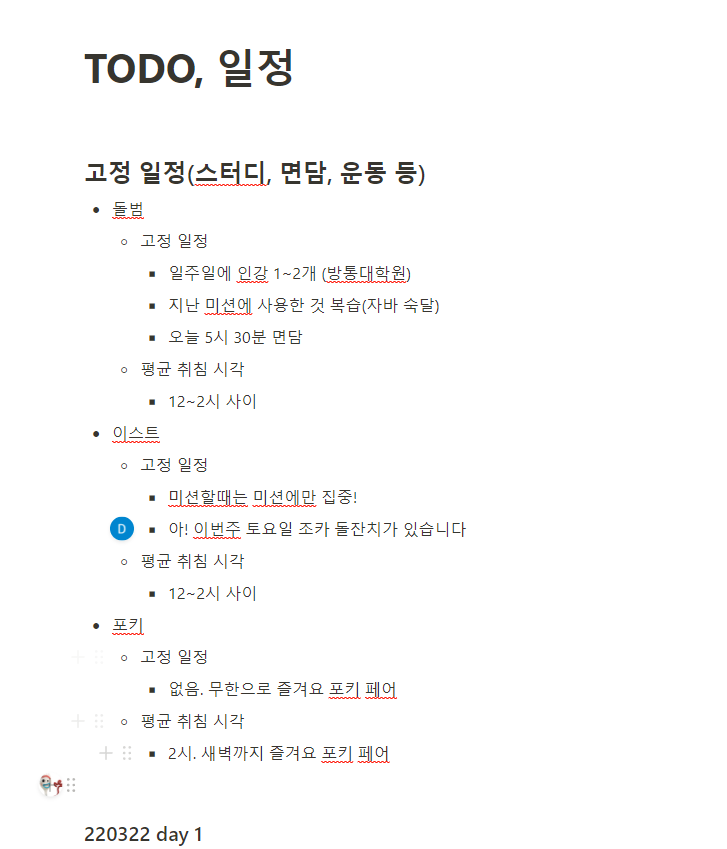 TODO, 일정
고정 일정(스터디, 면담, 운동 등)
돌범
고정 일정
일주일에 인강 1~2개 (방통대학원)
지난 미션에 사용한 것 복습(자바 숙달)
오늘 5시 30분 면담
평균 취침 시각
12~2시 사이
이스트
고정 일정
미션할때는 미션에만 집중!
D
아! 이번주 토요일 조카 돌잔치가 있습니다
평균 취침 시각
12~2시 사이
포키
고정 일정
없음. 무한으로 즐겨요 포키 페어
평균 취침 시각
2시. 새벽까지 즐겨요 포키 페어
220322 day 1